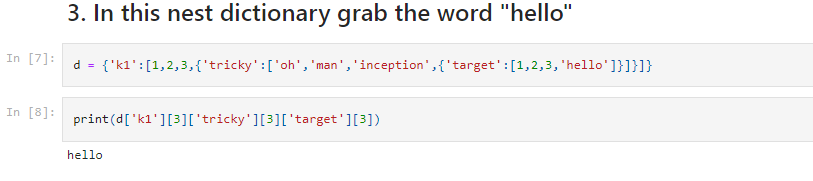 3. In this nest dictionary grab the word "hello"
In [7]: d = {'k1':[1,2,3,{'tricky':['oh','man','inception',{'target':[1,2,3,'hello']}]}]}
In [8]: print(d['k1'][3]['tricky'][3]['target'][3])
hello